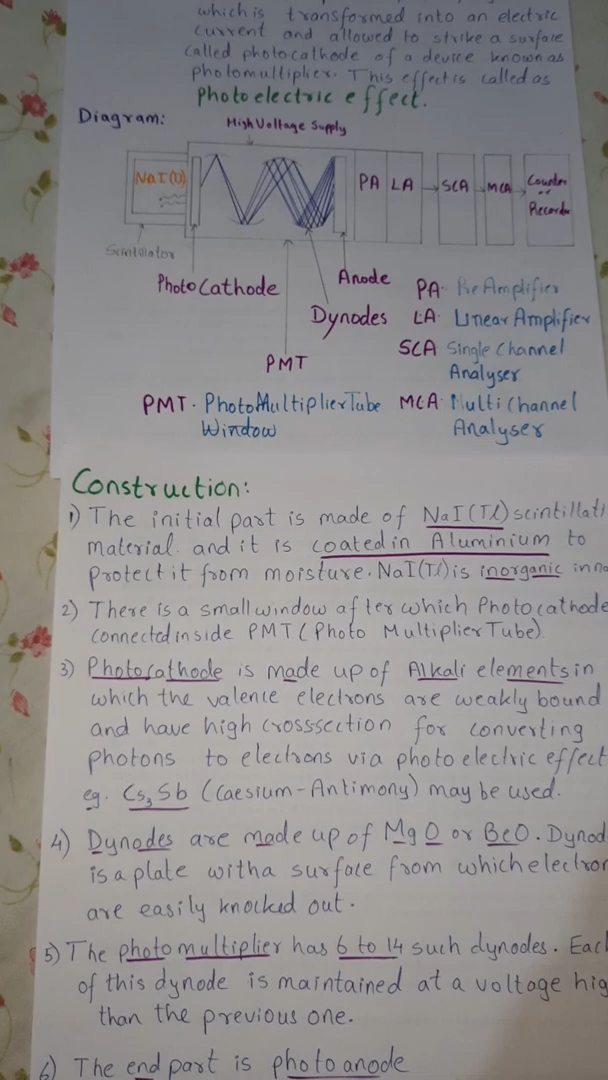 which is transformed into an electric
current and allowed to strike a surface
called photocathode of a device known as
photomultiplier. This effect is called as
Photoelectric effect.
Diagram:
High Voltage Supply
NaI(Tl)
PA
LA
SCA
MCA
Counter
or
Recorder
Scintillator
PhotoCathode
Anode
Dynodes
PMT
PA- PreAmplifier
LA- Linear Amplifier
SCA Single Channel
Analyser
PMT- PhotoMultiplierTube
Window
MCA- Multi Channel
Analyser
Construction:
1) The initial part is made of NaI(Tl) scintillati
material. and it is coated in Aluminium to
protect it from moisture. NaI(Tl) is inorganic in na
2) There is a small window after which Photocathode
connected inside PMT (Photo Multiplier Tube)
3) Photocathode is made up of Alkali elements in
which the valence electrons are weakly bound
and have high crosssection for converting
photons to electrons via photoelectric effect
eg. Cs3Sb (Caesium-Antimony) may be used.
4) Dynodes are made up of MgO or BeO. Dynod
is a plate with a surface from which electron
are easily knocked out.
5) The photomultiplier has 6 to 14 such dynodes. Each
of this dynode is maintained at a voltage hig
than the previous one.
6) The end part is photoanode